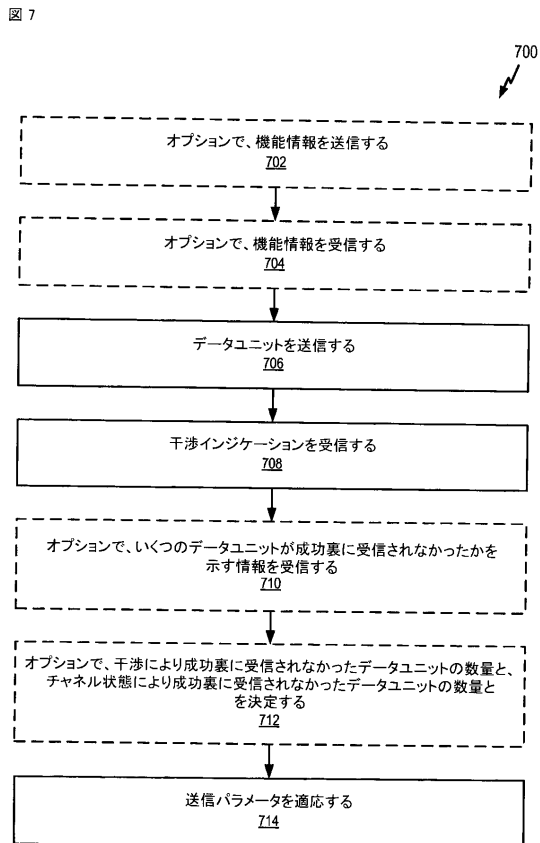 図 7
700
オプションで、機能情報を送信する
702
オプションで、機能情報を受信する
704
データユニットを送信する
706
干渉インジケーションを受信する
708
オプションで、いくつのデータユニットが成功裏に受信されなかったかを
示す情報を受信する
710
オプションで、干渉により成功裏に受信されなかったデータユニットの数量と、
チャネル状態により成功裏に受信されなかったデータユニットの数量と
を決定する
712
送信パラメータを適応する
714